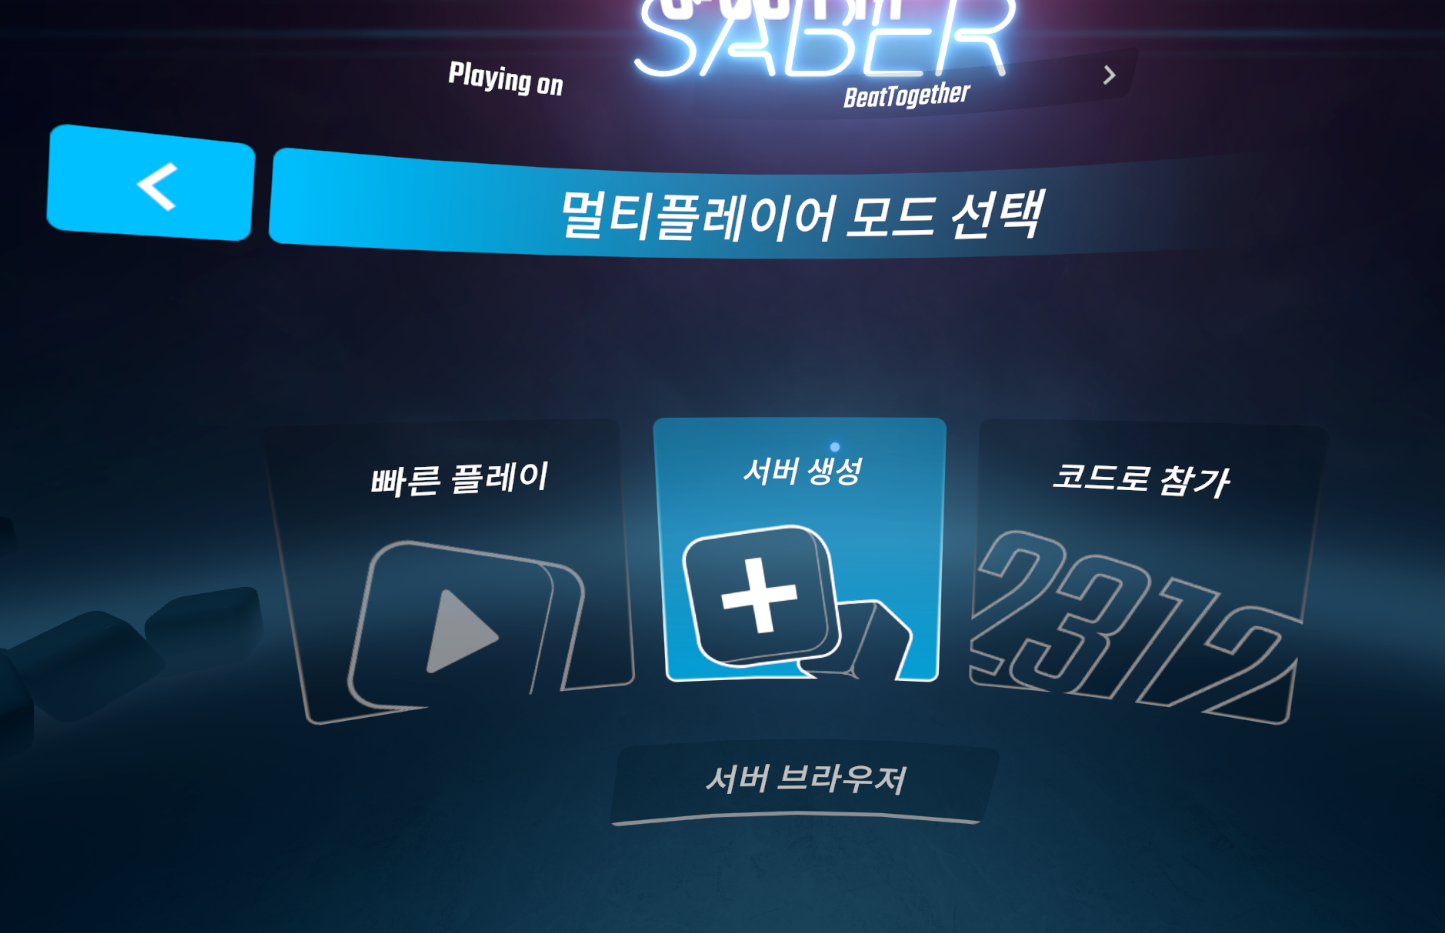 SABER
Playing on
BeatTogether
멀티플레이어 모드 선택
빠른 플레이
서버 생성
코드로 참가
2312
서버 브라우저